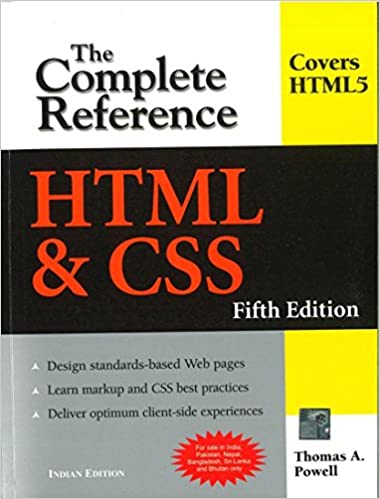 The
Complete
Reference
Covers
HTML5
HTML
& CSS
Fifth Edition
Design standards-based Web pages
Learn markup and CSS best practices
Deliver optimum client-side experiences
For sale in India,
Pakistan, Nepal,
Bangladesh, Sri Lanka
and Bhutan only
Thomas A.
Powell
INDIAN EDITION